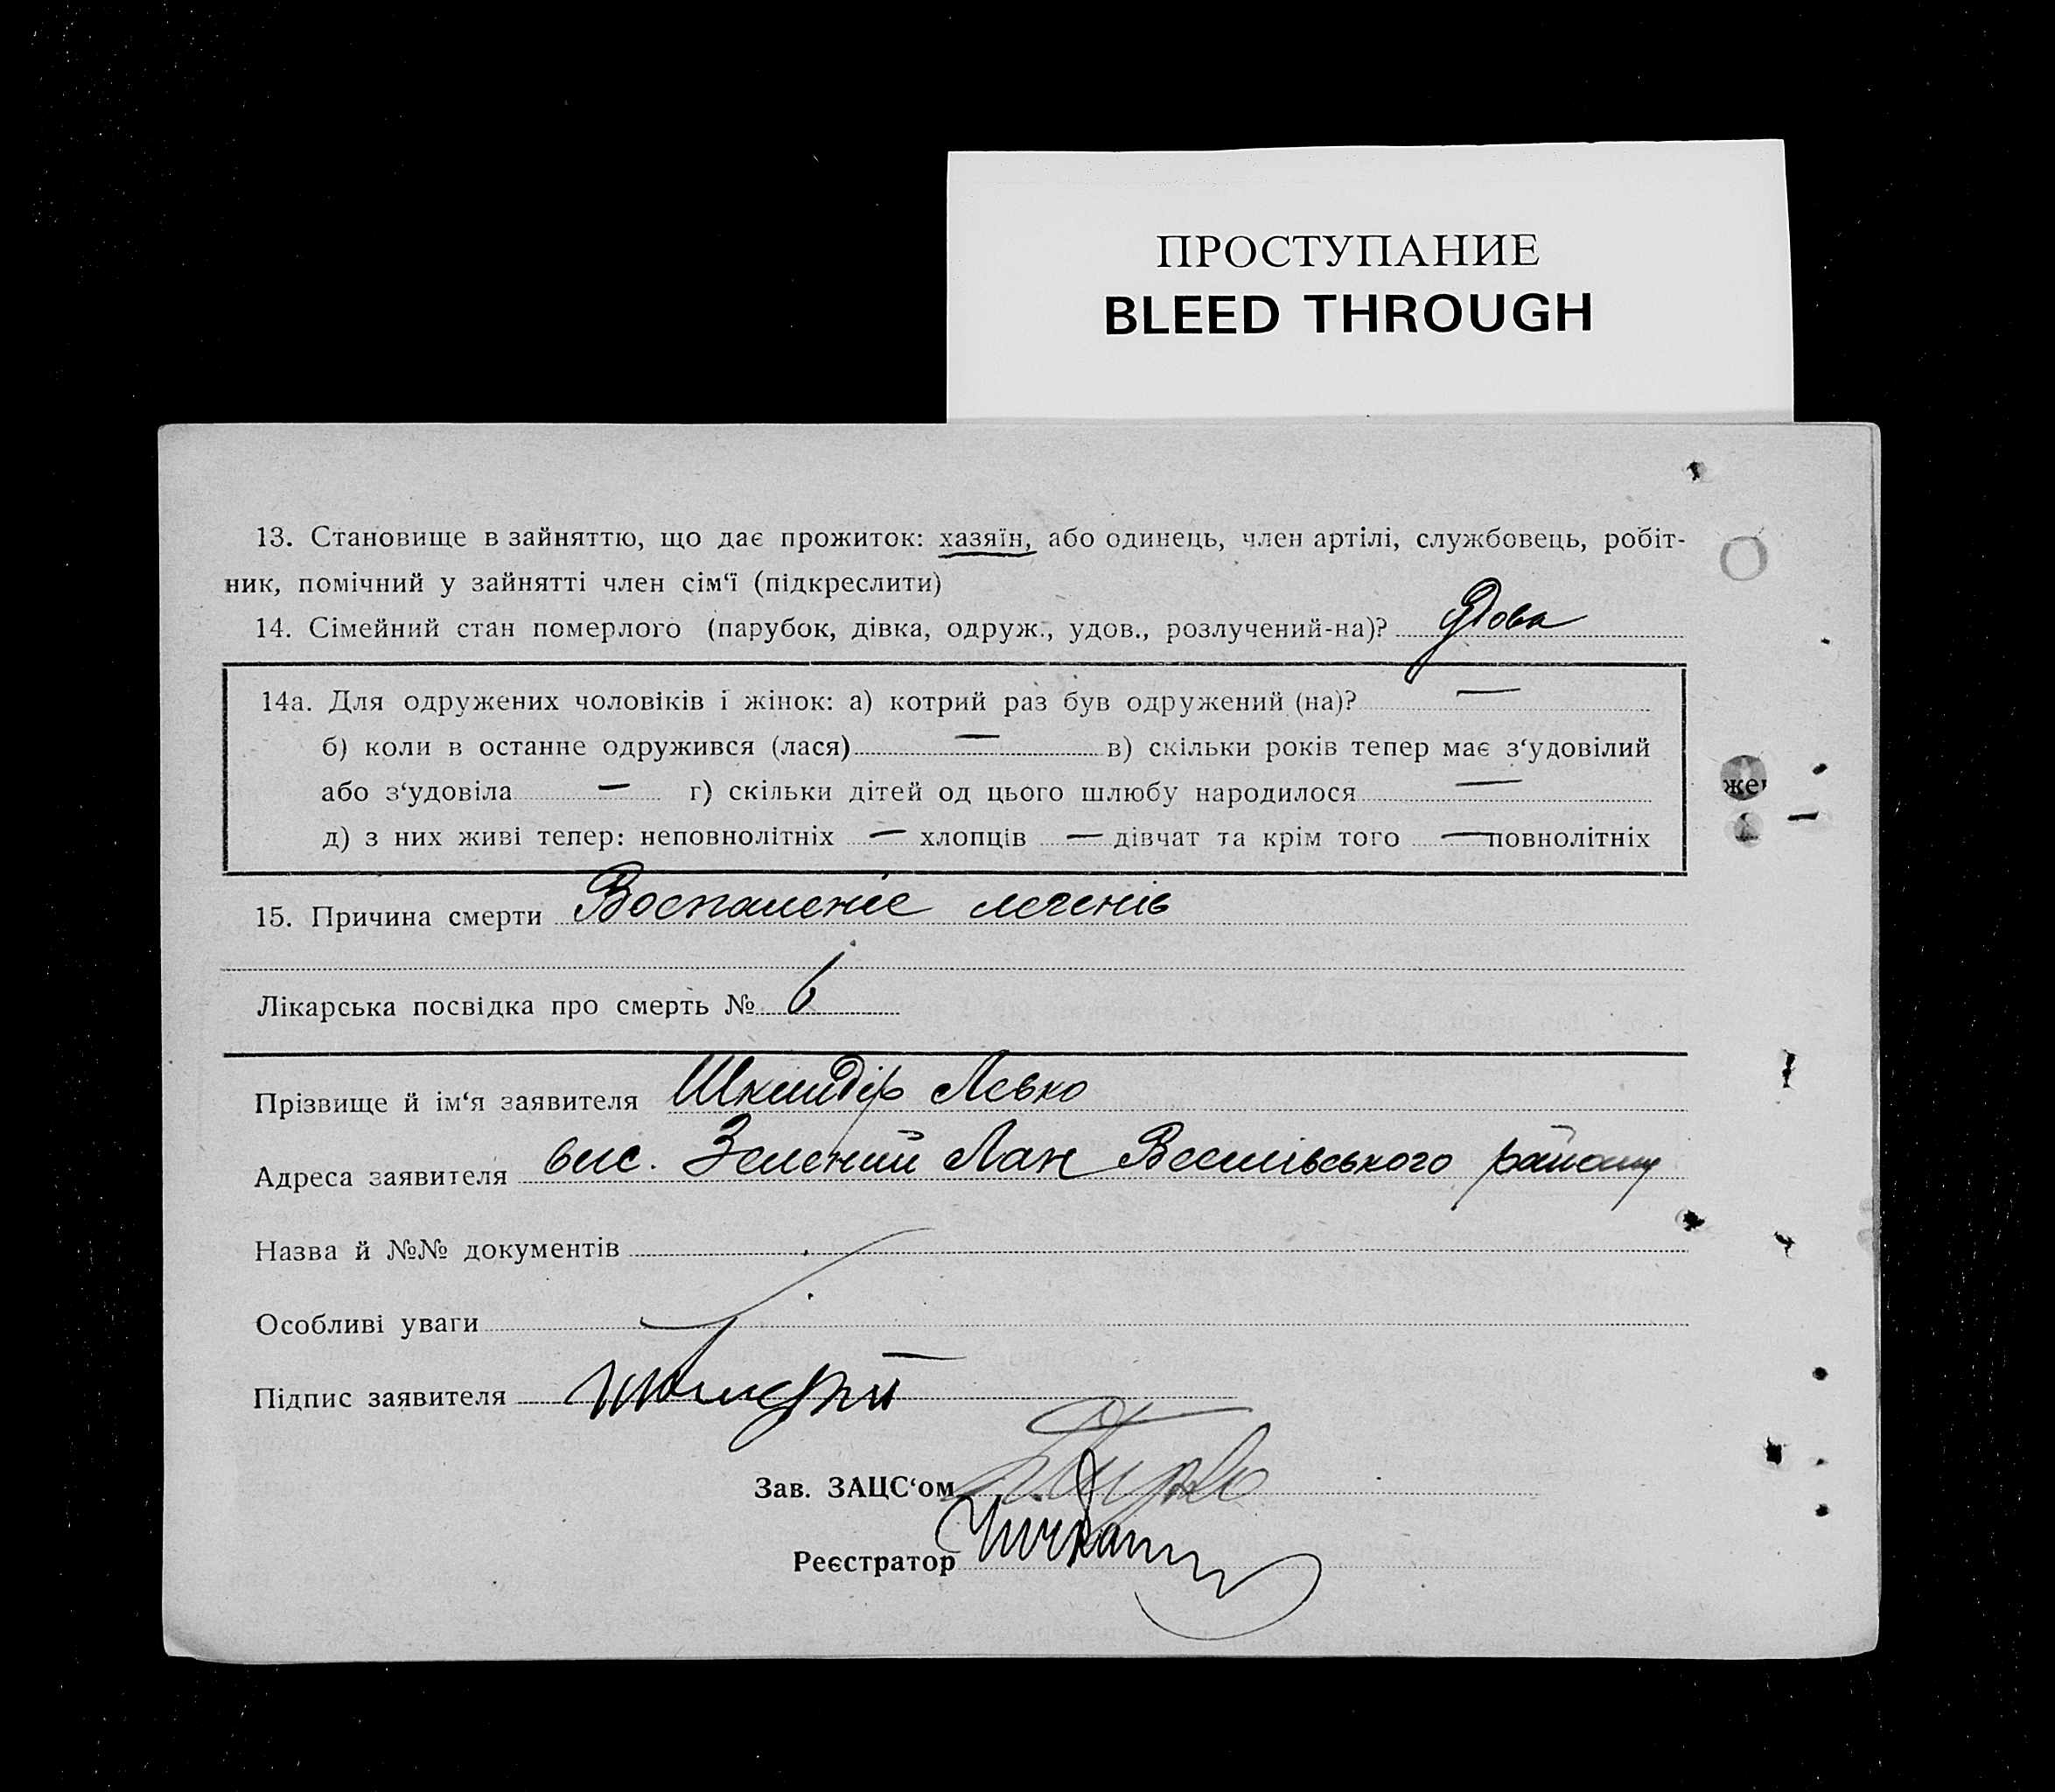 ПРОСТУПАНИЕ
BLEED THROUGH
13. Становище в зайняттю, що дає прожиток: хазяїн, або одинець, член артілі, службовець, робіт-
ник, помічний у зайнятті член сім‘ї (підкреслити)
14. Сімейний стан померлого (парубок, дівка, одруж., удов., розлучений-на)? удова
14а. Для одружених чоловіків і жінок: а) котрий раз був одружений (на)? —
б) коли в останне одружився (лася) — в) скільки років тепер має з‘удовілий
або з‘удовіла — г) скільки дітей од цього шлюбу народилося —
д) з них живі тепер: неповнолітніх — хлопців — дівчат та крім того — повнолітніх
15. Причина смерти Воспаленіе легенів
Лікарська посвідка про смерть № 6
Прізвище й ім‘я заявителя Левко
Адреса заявителя вис. Зелений Лан Веселівського району
Назва й №№ документів
Особливі уваги
Підпис заявителя
Зав. ЗАЦС‘ом
Реєстратор
же